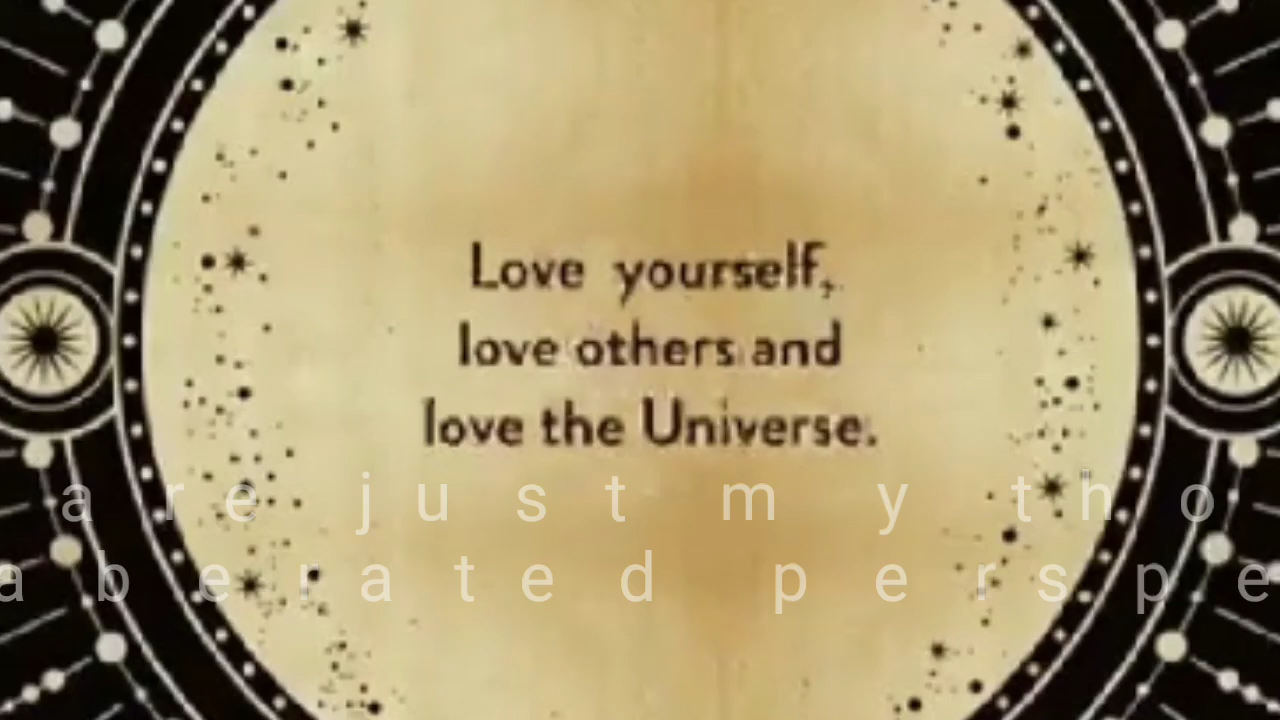 Love yourself,
love others and
love the Universe.
are just my tho
aberated perspe